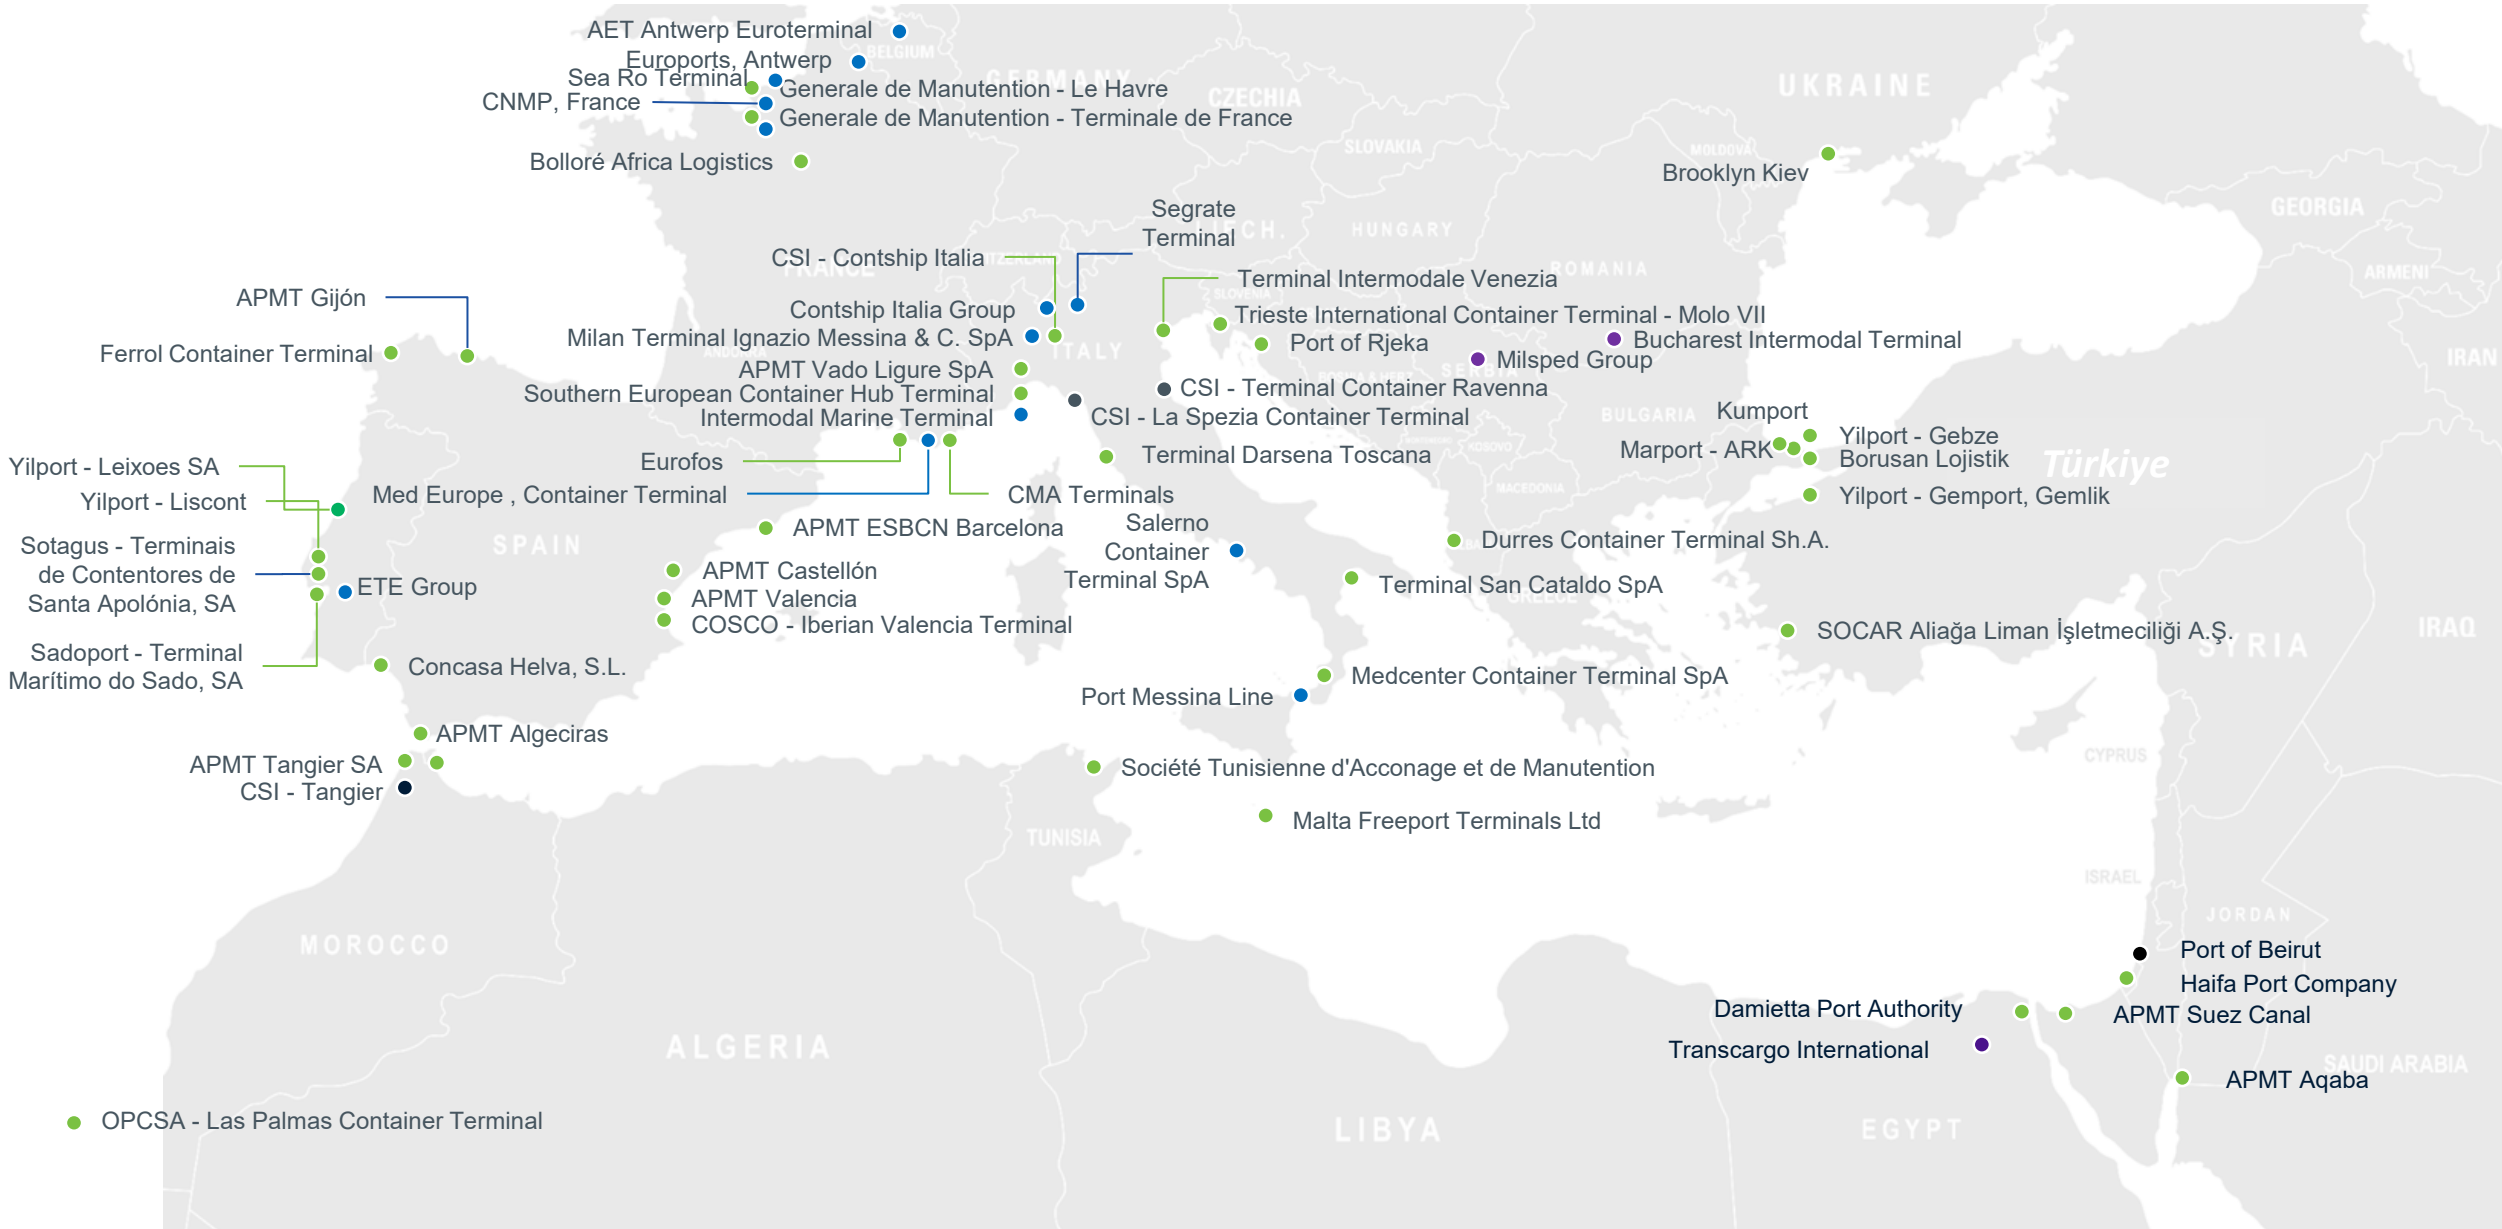 AET Antwerp Euroterminal
BELGIUM
Euroports, Antwerp
Sea Ro Terminal
GERMANY
Generale de Manutention - Le Havre
CZECHIA
UKRAINE
CNMP, France
Generale de Manutention - Terminale de France
SLOVAKIA
MOLDOVA
Bolloré Africa Logistics
Brooklyn Kiev
Segrate
Terminal
LIECH.
HUNGARY
GEORGIA
CSI - Contship Italia
FRANCE
ROMANIA
ARMENI
Terminal Intermodale Venezia
SLOVENIA
APMT Gijón
Contship Italia Group
Trieste International Container Terminal - Molo VII
Milan Terminal Ignazio Messina & C. SpA
ITALY
Port of Rjeka
Bucharest Intermodal Terminal
Ferrol Container Terminal
ANDORRA
Milsped Group
IRAN
APMT Vado Ligure SpA
BOSNIA & HERZ.
SERBIA
Southern European Container Hub Terminal
CSI - Terminal Container Ravenna
Intermodal Marine Terminal
CSI - La Spezia Container Terminal
BULGARIA
Kumport
Yilport - Gebze
KOSOVO
Marport - ARK
Borusan Lojistik
Türkiye
Yilport - Leixoes SA
Eurofos
Terminal Darsena Toscana
MACEDONIA
Yilport - Liscont
Med Europe , Container Terminal
CMA Terminals
Yilport - Gemport, Gemlik
APMT ESBCN Barcelona
Salerno
Container
Terminal SpA
SPAIN
Durres Container Terminal Sh.A.
Sotagus - Terminais
de Contentores de
Santa Apolónia, SA
ETE Group
APMT Castellón
APMT Valencia
COSCO - Iberian Valencia Terminal
Terminal San Cataldo SpA
GREECE
SOCAR Aliağa Liman İşletmeciliği A.Ş.
SYRIA
IRAQ
Sadoport - Terminal
Marítimo do Sado, SA
Concasa Helva, S.L.
Medcenter Container Terminal SpA
Port Messina Line
APMT Algeciras
APMT Tangier SA
CSI - Tangier
Société Tunisienne d'Acconage et de Manutention
CYPRUS
Malta Freeport Terminals Ltd
TUNISIA
ISRAEL
JORDAN
MOROCCO
Port of Beirut
Haifa Port Company
Damietta Port Authority
APMT Suez Canal
ALGERIA
Transcargo International
SAUDI ARABIA
APMT Aqaba
OPCSA - Las Palmas Container Terminal
LIBYA
EGYPT